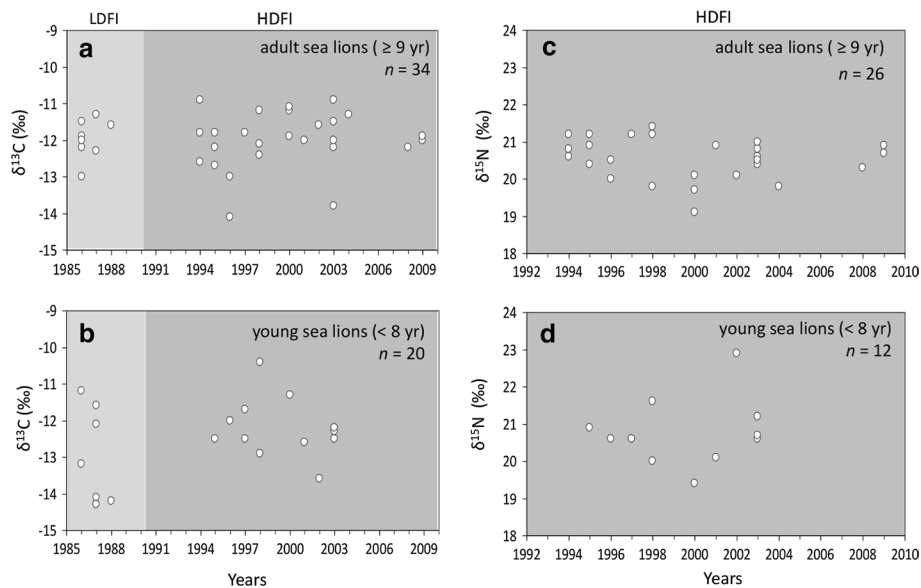 LDFI HDFI
-9
a adult sea lions ( ≥ 9 yr)
n = 34
-10
-11
-12
-13
-14
-15
δ¹³C (‰)
1985 1988 1991 1994 1997 2000 2003 2006 2009
HDFI
24
c adult sea lions (≥ 9 yr)
n = 26
23
22
21
20
19
18
δ¹⁵N (‰)
1992 1994 1996 1998 2000 2002 2004 2006 2008 2010
-9
b young sea lions (< 8 yr)
n = 20
-10
-11
-12
-13
-14
-15
δ¹³C (‰)
1985 1988 1991 1994 1997 2000 2003 2006 2009
Years
24
d young sea lions (< 8 yr)
n = 12
23
22
21
20
19
18
δ¹⁵N (‰)
1992 1994 1996 1998 2000 2002 2004 2006 2008 2010
Years